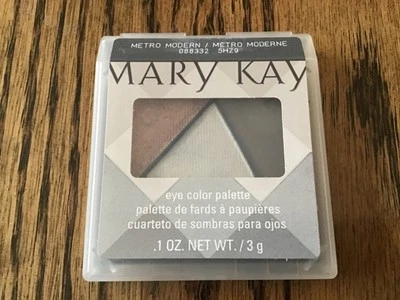 METRO MODERN / MÉTRO MODERNE
088332 5HZ9
MARY KAY
eye color palette
palette de fards à paupières
cuarteto de sombras para ojos
.1 OZ. NET WT. / 3 g